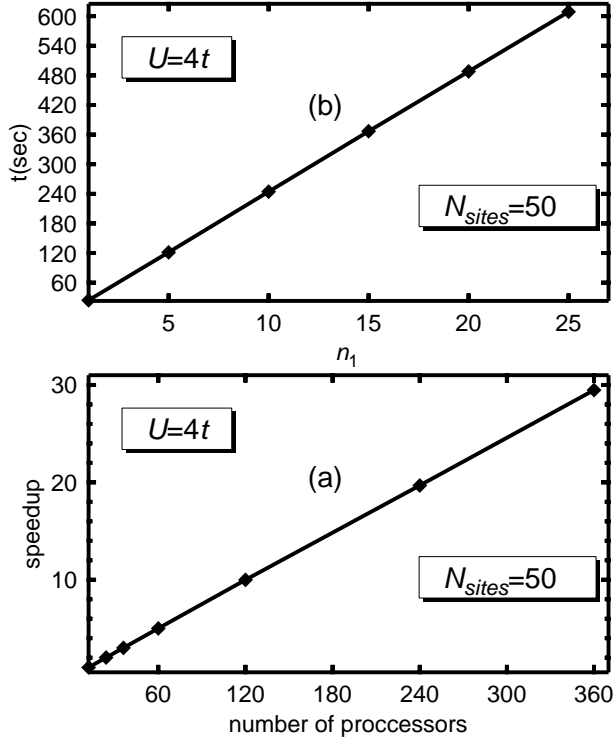 600
540
480
420
360
300
240
180
120
60
t(sec)
U=4t
(b)
N_sites=50
5 10 15 20 25
n_1
30
20
10
speedup
U=4t
(a)
N_sites=50
60 120 180 240 300 360
number of proccessors